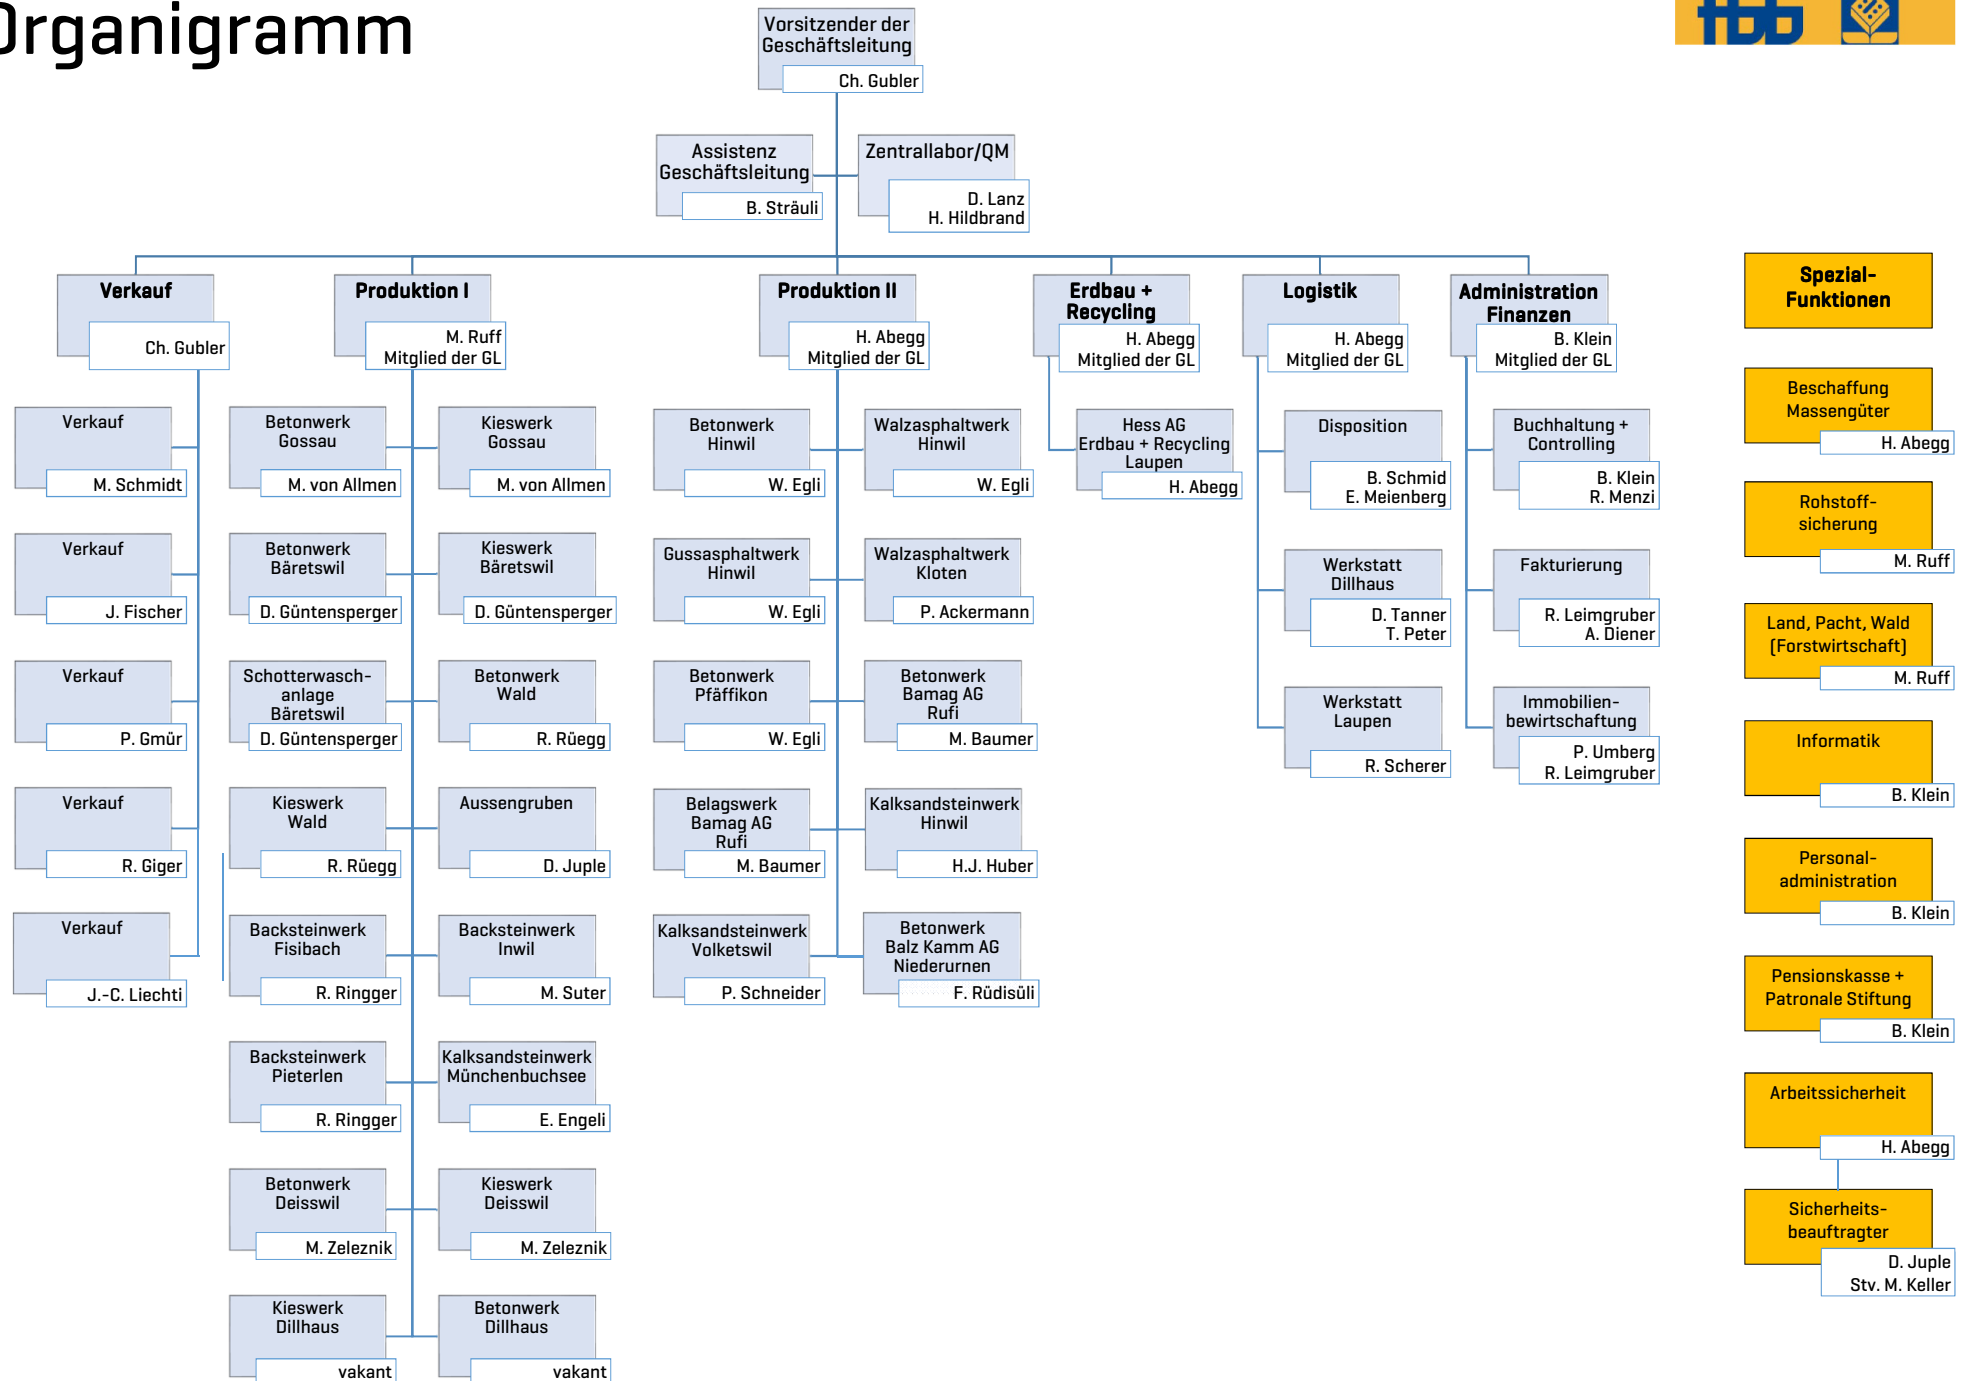 Organigramm
fbb
Vorsitzender der
Geschäftsleitung
Ch. Gubler
Assistenz
Geschäftsleitung
B. Sträuli
Zentrallabor/QM
D. Lanz
H. Hildbrand
Verkauf
Ch. Gubler
Verkauf
M. Schmidt
Verkauf
J. Fischer
Verkauf
P. Gmür
Verkauf
R. Giger
Verkauf
J.-C. Liechti
Produktion I
M. Ruff
Mitglied der GL
Betonwerk
Gossau
M. von Allmen
Kieswerk
Gossau
M. von Allmen
Betonwerk
Bäretswil
D. Güntensperger
Kieswerk
Bäretswil
D. Güntensperger
Schotterwasch-
anlage
Bäretswil
D. Güntensperger
Betonwerk
Wald
R. Rüegg
Kieswerk
Wald
R. Rüegg
Aussengruben
D. Juple
Backsteinwerk
Fisibach
R. Ringger
Backsteinwerk
Inwil
M. Suter
Backsteinwerk
Pieterlen
R. Ringger
Kalksandsteinwerk
Münchenbuchsee
E. Engeli
Betonwerk
Deisswil
M. Zeleznik
Kieswerk
Deisswil
M. Zeleznik
Kieswerk
Dillhaus
vakant
Betonwerk
Dillhaus
vakant
Produktion II
H. Abegg
Mitglied der GL
Betonwerk
Hinwil
W. Egli
Walzasphaltwerk
Hinwil
W. Egli
Gussasphaltwerk
Hinwil
W. Egli
Walzasphaltwerk
Kloten
P. Ackermann
Betonwerk
Pfäffikon
W. Egli
Betonwerk
Bamag AG
Rufi
M. Baumer
Belagswerk
Bamag AG
Rufi
M. Baumer
Kalksandsteinwerk
Hinwil
H.J. Huber
Kalksandsteinwerk
Volketswil
P. Schneider
Betonwerk
Balz Kamm AG
Niederurnen
F. Rüdisüli
Erdbau +
Recycling
H. Abegg
Mitglied der GL
Hess AG
Erdbau + Recycling
Laupen
H. Abegg
Logistik
H. Abegg
Mitglied der GL
Disposition
B. Schmid
E. Meienberg
Werkstatt
Dillhaus
D. Tanner
T. Peter
Werkstatt
Laupen
R. Scherer
Administration
Finanzen
B. Klein
Mitglied der GL
Buchhaltung +
Controlling
B. Klein
R. Menzi
Fakturierung
R. Leimgruber
A. Diener
Immobilien-
bewirtschaftung
P. Umberg
R. Leimgruber
Spezial-
Funktionen
Beschaffung
Massengüter
H. Abegg
Rohstoff-
sicherung
M. Ruff
Land, Pacht, Wald
(Forstwirtschaft)
M. Ruff
Informatik
B. Klein
Personal-
administration
B. Klein
Pensionskasse +
Patronale Stiftung
B. Klein
Arbeitssicherheit
H. Abegg
Sicherheits-
beauftragter
D. Juple
Stv. M. Keller